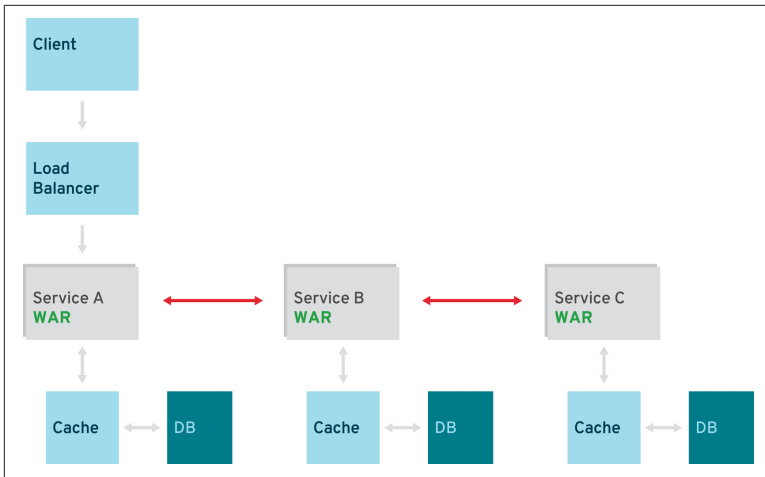 Client
Load
Balancer
Service A
WAR
Service B
WAR
Service C
WAR
Cache
DB
Cache
DB
Cache
DB